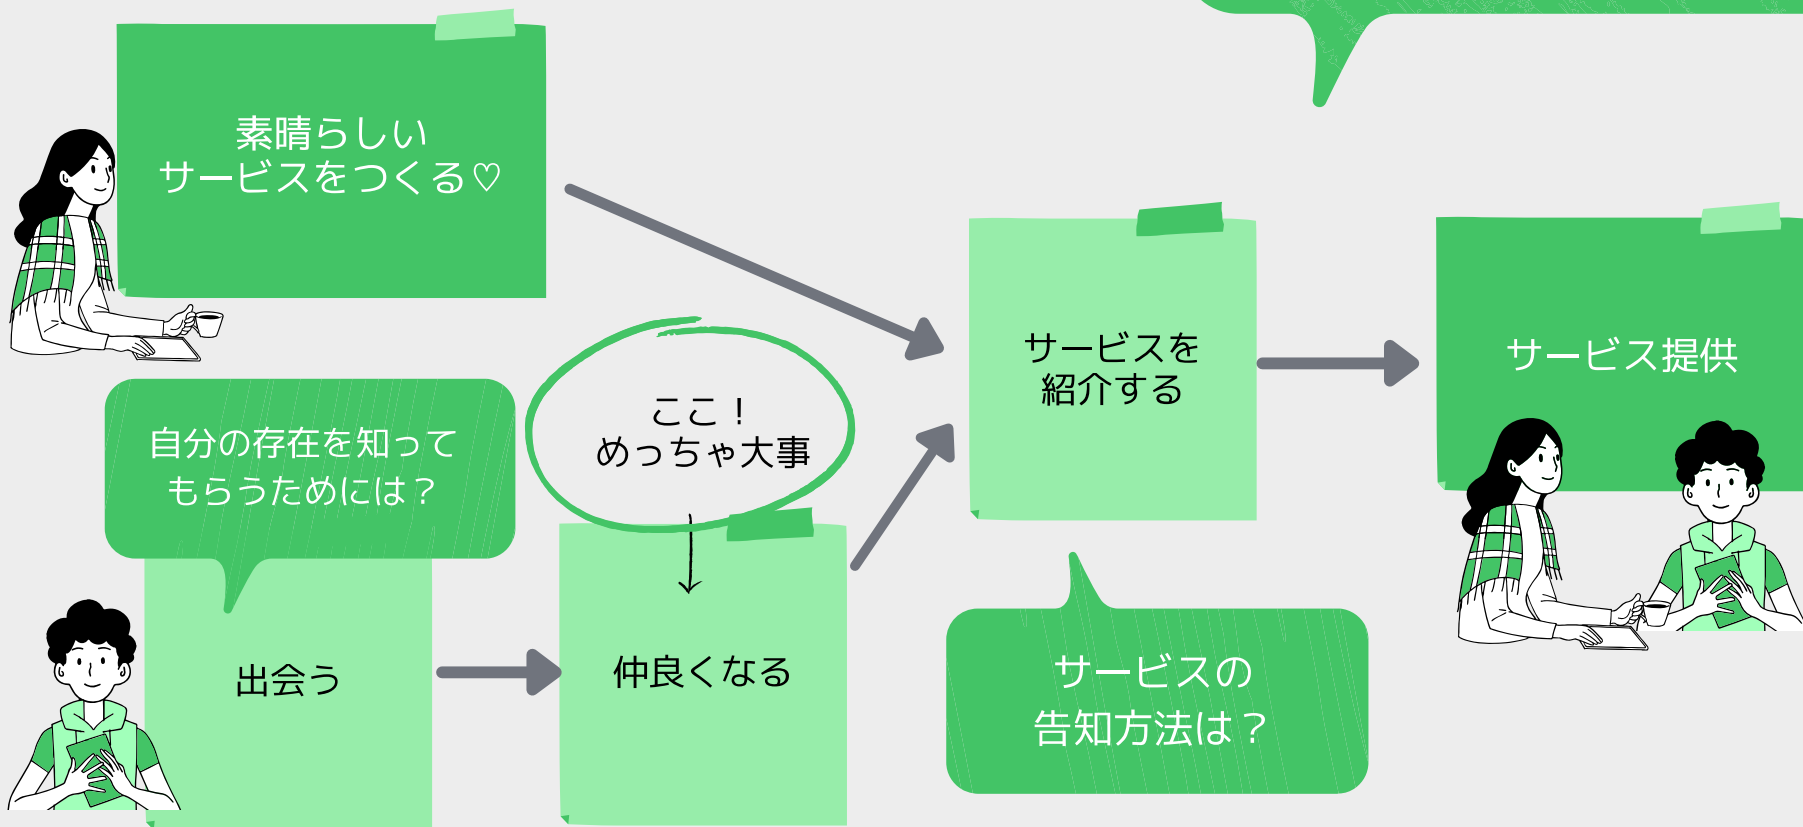 素晴らしい
サービスをつくる♡
自分の存在を知って
もらうためには？
出会う
ここ！
めっちゃ大事
仲良くなる
サービスを
紹介する
サービスの
告知方法は？
サービス提供